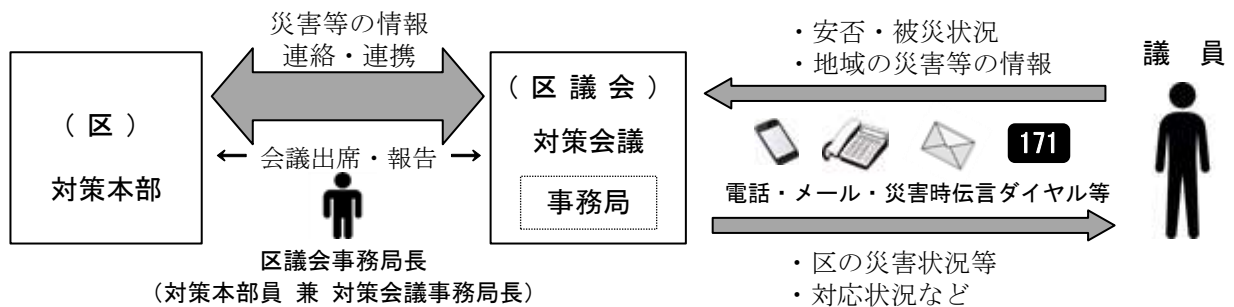 災害等の情報
連絡・連携
（区）
対策本部
← 会議出席・報告 →
区議会事務局長
（対策本部員 兼 対策会議事務局長）
（区議会）
対策会議
事務局
・安否・被災状況
・地域の災害等の情報
171
電話・メール・災害時伝言ダイヤル等
・区の災害状況等
・対応状況など
議 員